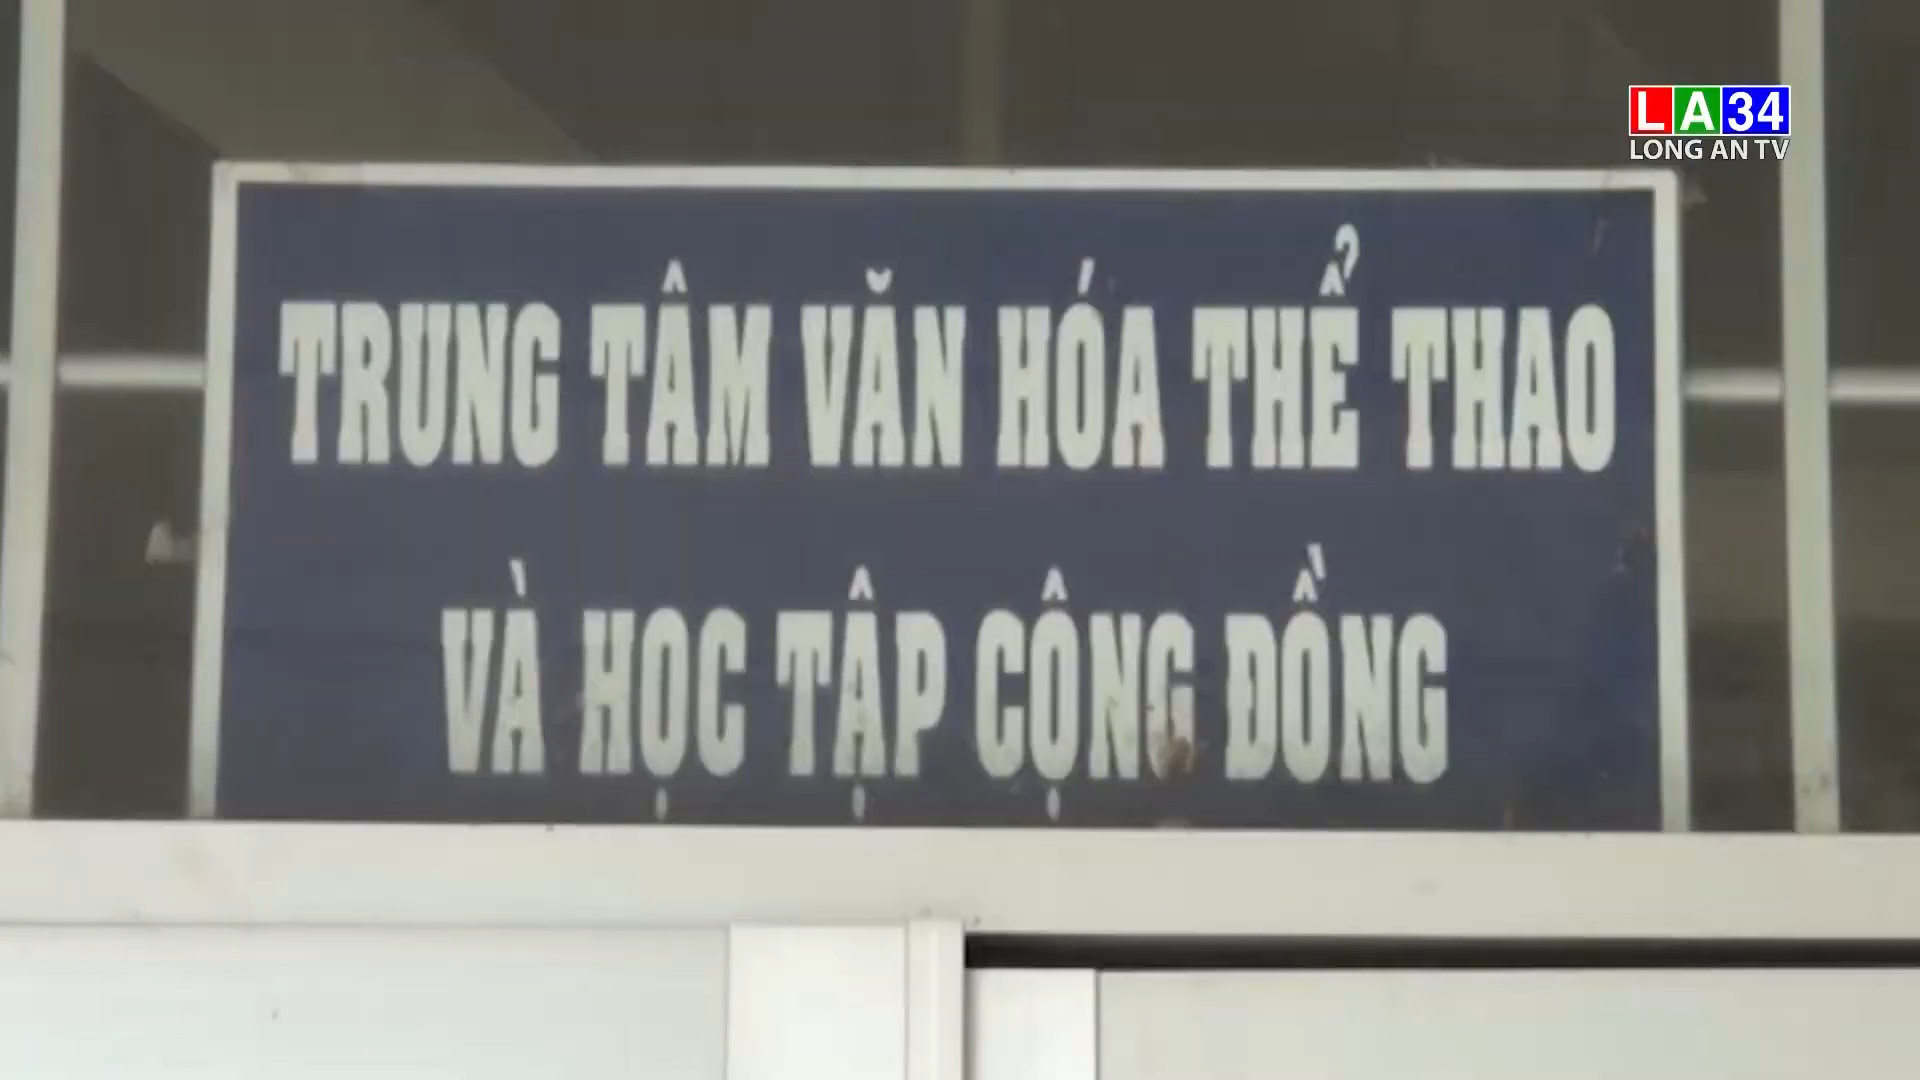 LA34
LONG AN TV
TRUNG TÂM VĂN HÓA THỂ THAO
VÀ HỌC TẬP CỘNG ĐỒNG